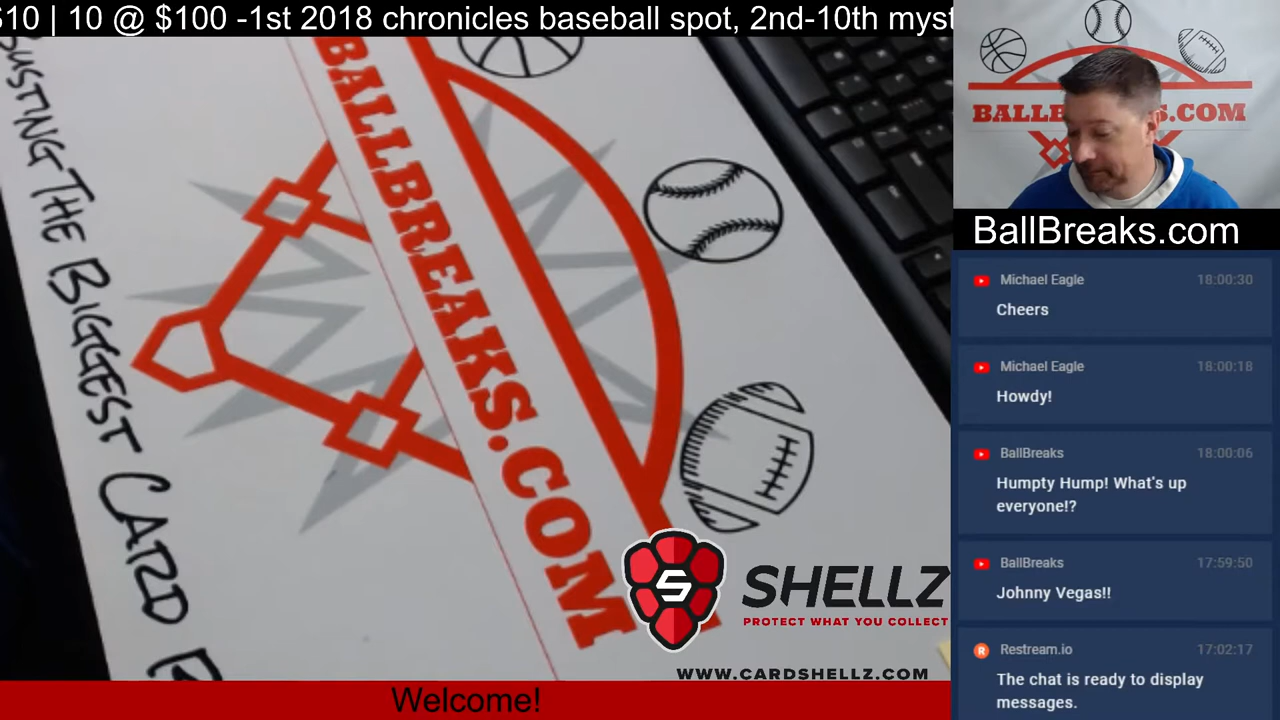 $10 | 10 @ $100 -1st 2018 chronicles baseball spot, 2nd-10th myst
BUSTING THE BIGGEST CARD
BALLBREAKS.COM
SHELLZ
PROTECT WHAT YOU COLLECT
WWW.CARDSHELLZ.COM
Welcome!
BALLB S.COM
BallBreaks.com
Michael Eagle 18:00:30
Cheers
Michael Eagle 18:00:18
Howdy!
BallBreaks 18:00:06
Humpty Hump! What's up
everyone!?
BallBreaks 17:59:50
Johnny Vegas!!
Restream.io 17:02:17
The chat is ready to display
messages.